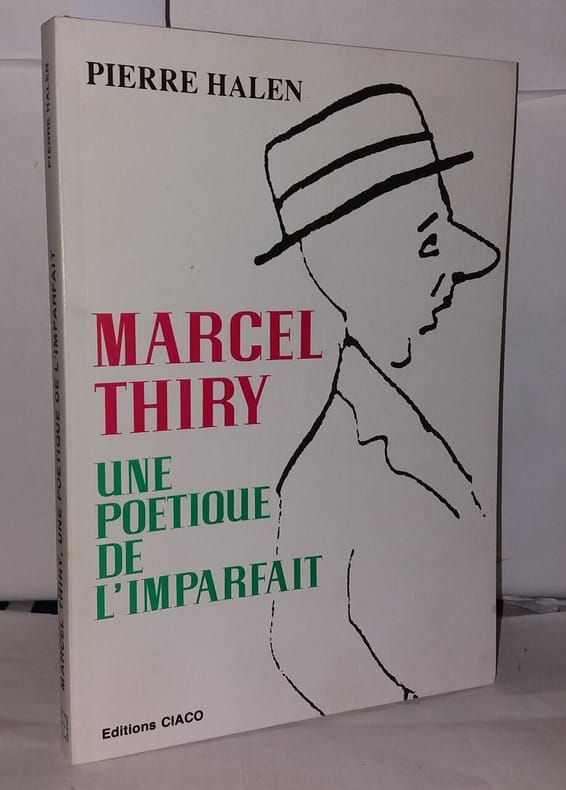 PIERRE HALEN
MARCEL
THIRY
UNE
POETIQUE
DE
L'IMPARFAIT
Editions CIACO
MARCEL THIRY, UNE POETIQUE DE L'IMPARFAIT
PIERRE HALEN